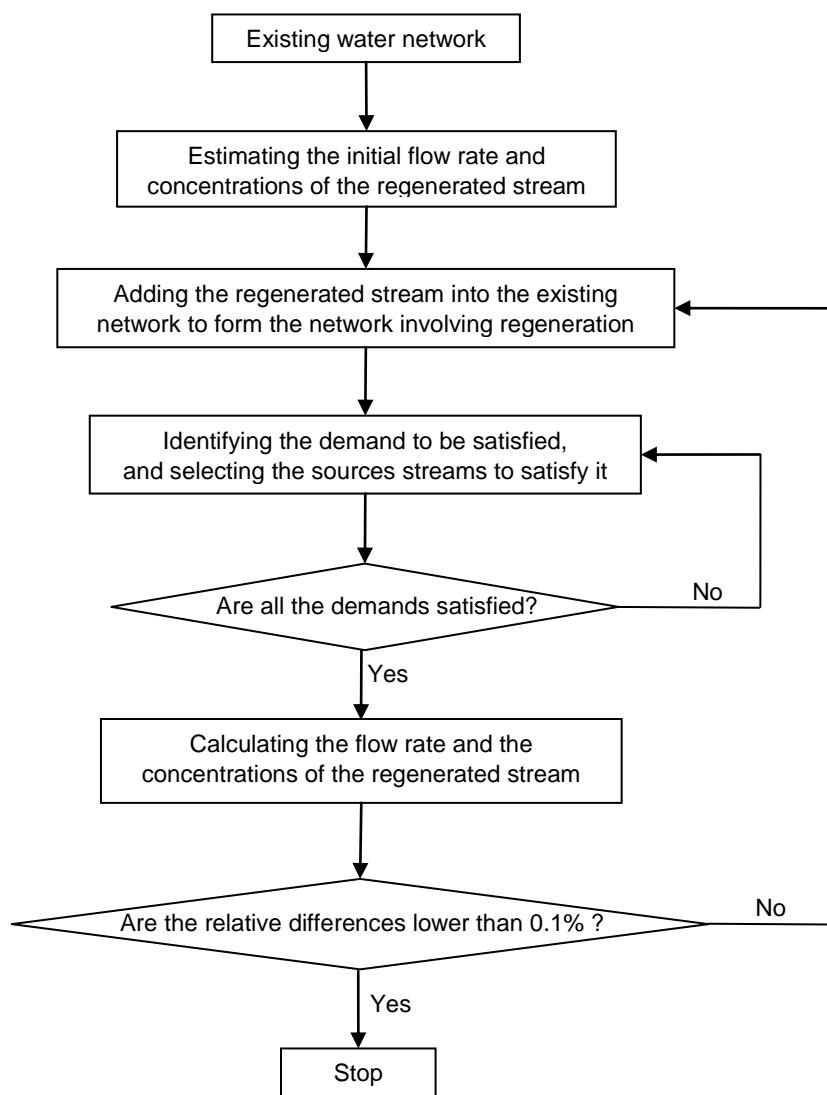 Existing water network
Estimating the initial flow rate and
concentrations of the regenerated stream
Adding the regenerated stream into the existing
network to form the network involving regeneration
Identifying the demand to be satisfied,
and selecting the sources streams to satisfy it
Are all the demands satisfied?
No
Yes
Calculating the flow rate and the
concentrations of the regenerated stream
Are the relative differences lower than 0.1% ?
No
Yes
Stop